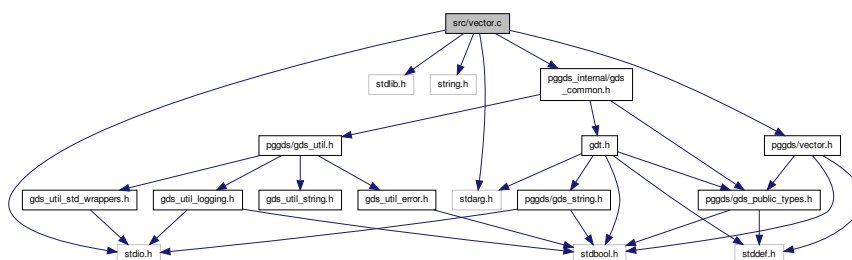 src/vector.c
stdlib.h
string.h
pggds_internal/gds
_common.h
pggds/gds_util.h
gdt.h
pggds/vector.h
gds_util_std_wrappers.h
gds_util_logging.h
gds_util_string.h
gds_util_error.h
stdarg.h
pggds/gds_string.h
pggds/gds_public_types.h
stdio.h
stdbool.h
stddef.h